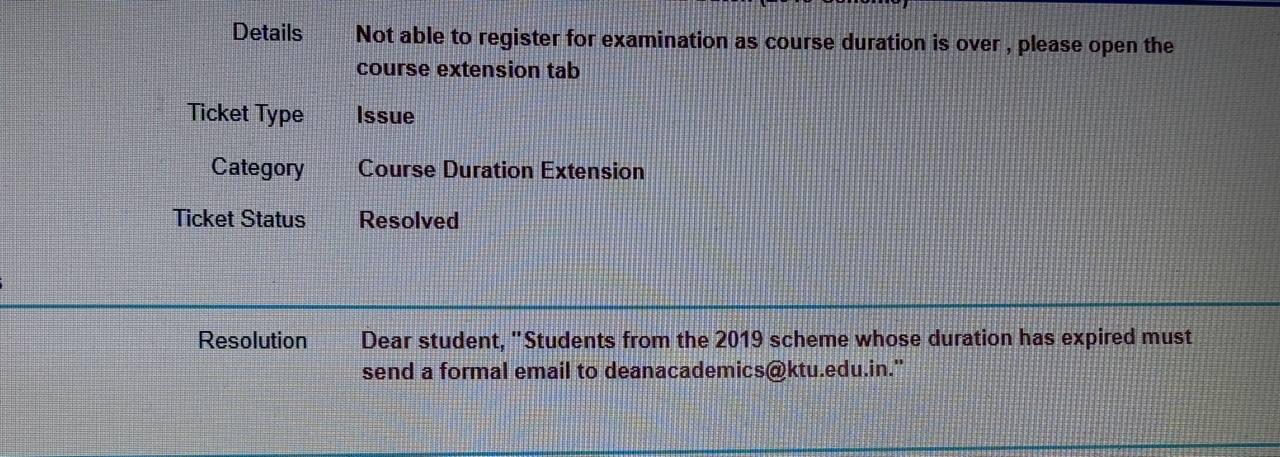 Details Not able to register for examination as course duration is over , please open the
course extension tab
Ticket Type Issue
Category Course Duration Extension
Ticket Status Resolved
Resolution Dear student, "Students from the 2019 scheme whose duration has expired must
send a formal email to deanacademics@ktu.edu.in."